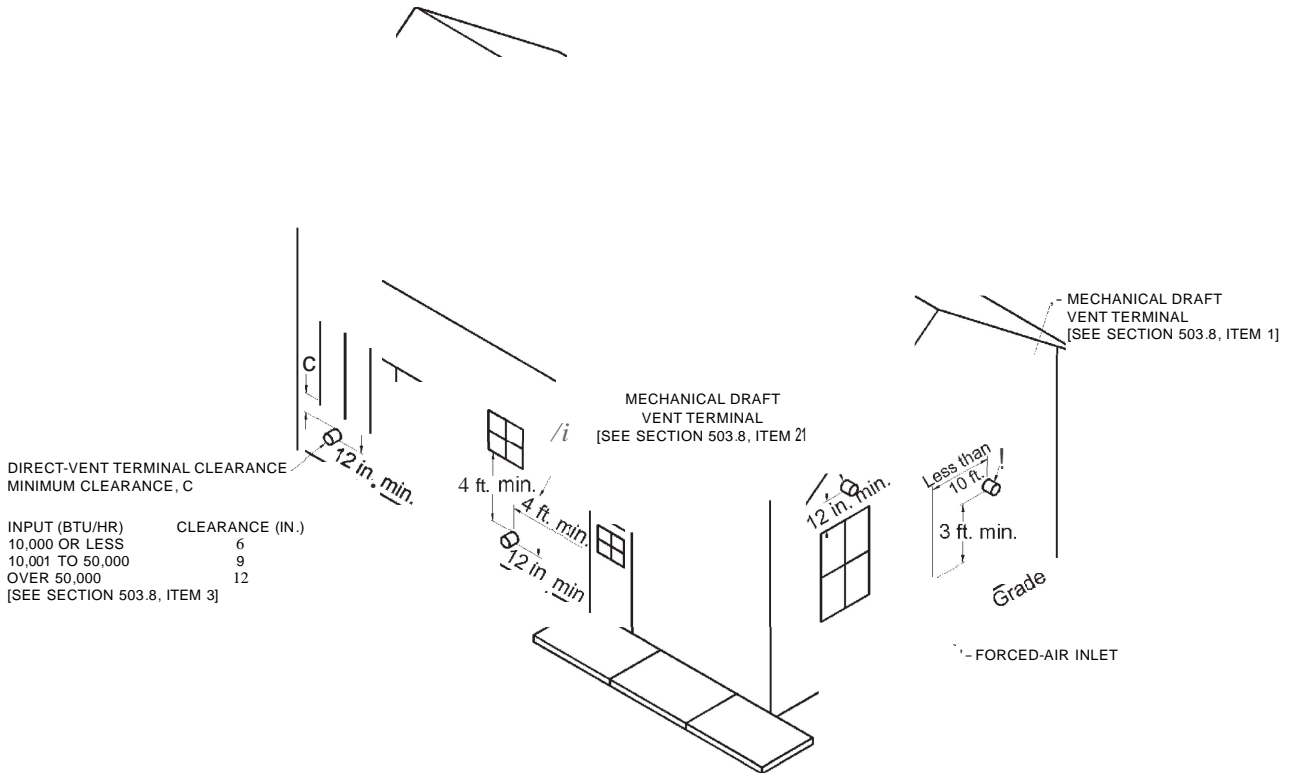 MECHANICAL DRAFT
VENT TERMINAL
[SEE SECTION 503.8, ITEM 1]
C
MECHANICAL DRAFT
VENT TERMINAL
[SEE SECTION 503.8, ITEM 21
/i
DIRECT-VENT TERMINAL CLEARANCE
MINIMUM CLEARANCE, C
12 in. min.
INPUT (BTU/HR) CLEARANCE (IN.)
10,000 OR LESS 6
10,001 TO 50,000 9
OVER 50,000 12
[SEE SECTION 503.8, ITEM 3]
4 ft. min.
4 ft. min.
12 in. min
12 in. min.
Less than
10 ft.
!
3 ft. min.
Grade
FORCED-AIR INLET